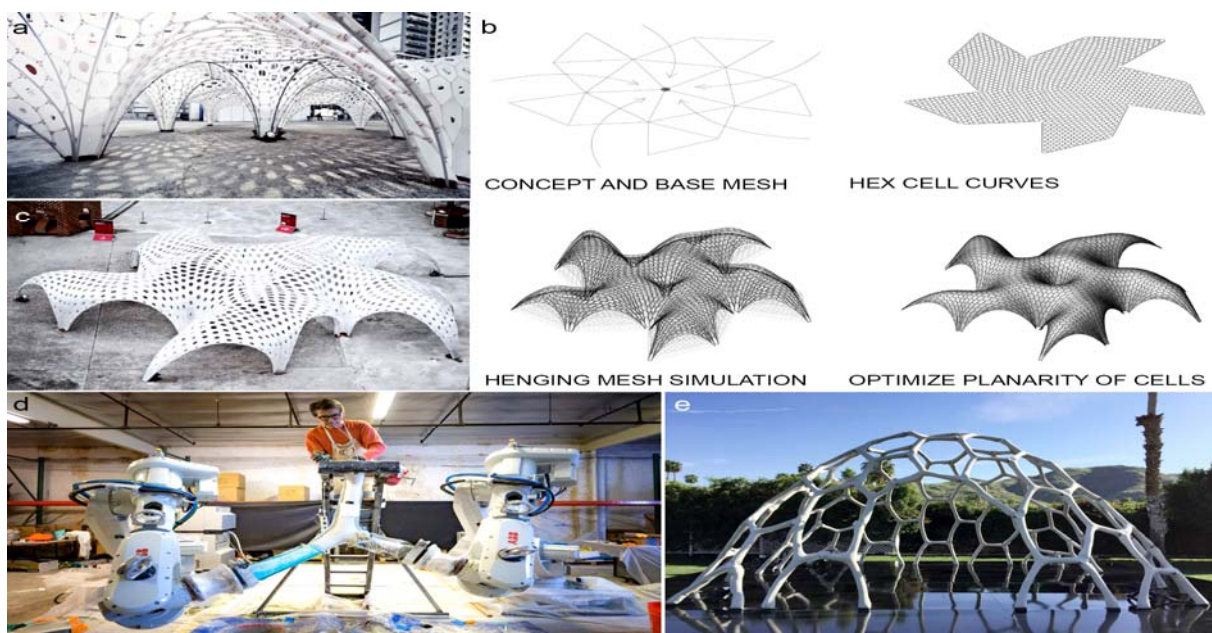 a
b
CONCEPT AND BASE MESH
HEX CELL CURVES
c
HENGING MESH SIMULATION
OPTIMIZE PLANARITY OF CELLS
d
e